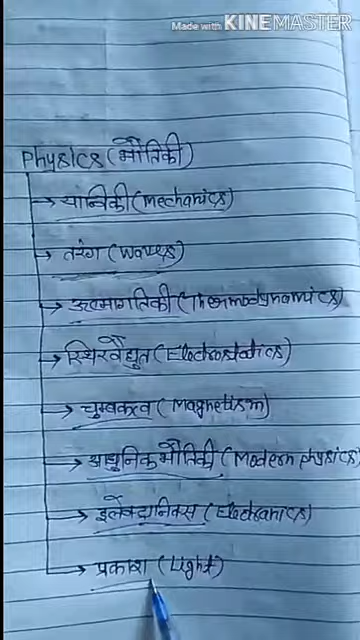 Made with KINEMASTER
Physics (भौतिकी)
यान्त्रिकी (Mechanics)
तरंग (Waves)
ऊष्मागतिकी (Thermodynamics)
स्थिरवैद्युत (Electrostatics)
चुम्बकत्व (Magnetism)
आधुनिक भौतिकी (Modern physics)
इलेक्ट्रानिक्स (Electronics)
प्रकाश (Light)